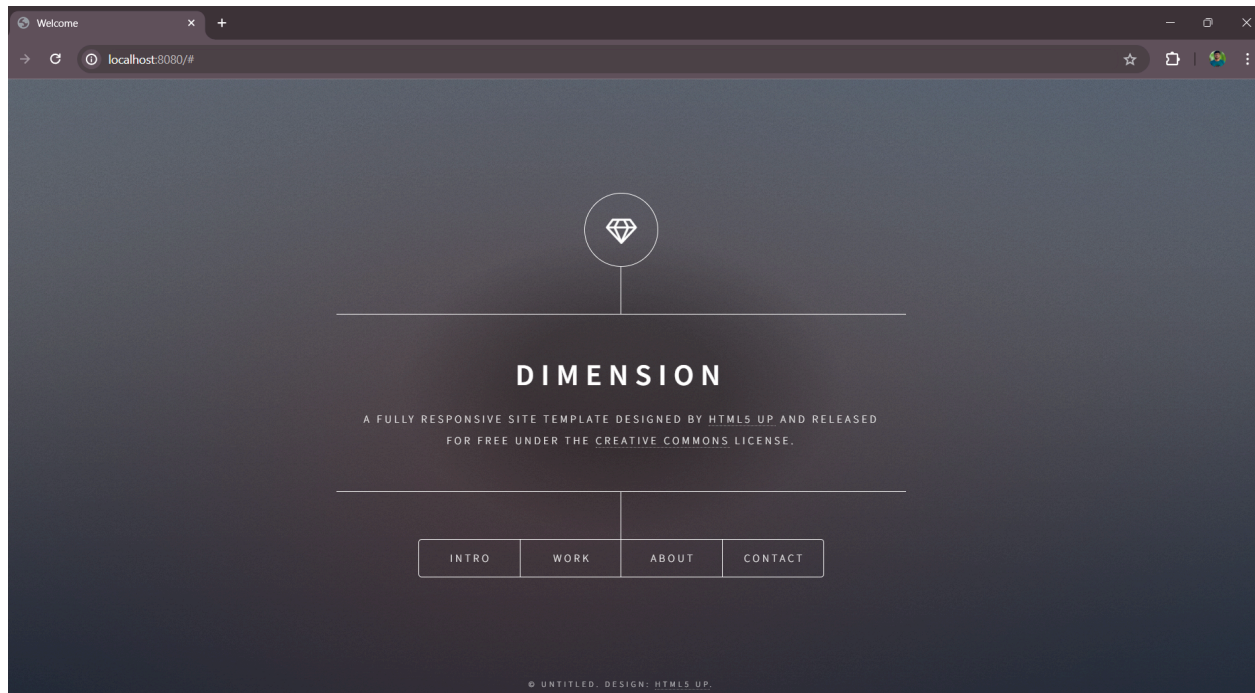 Welcome
localhost:8080/#
DIMENSION
A FULLY RESPONSIVE SITE TEMPLATE DESIGNED BY HTML5 UP AND RELEASED
FOR FREE UNDER THE CREATIVE COMMONS LICENSE.
INTRO WORK ABOUT CONTACT
© UNTITLED. DESIGN: HTML5 UP.